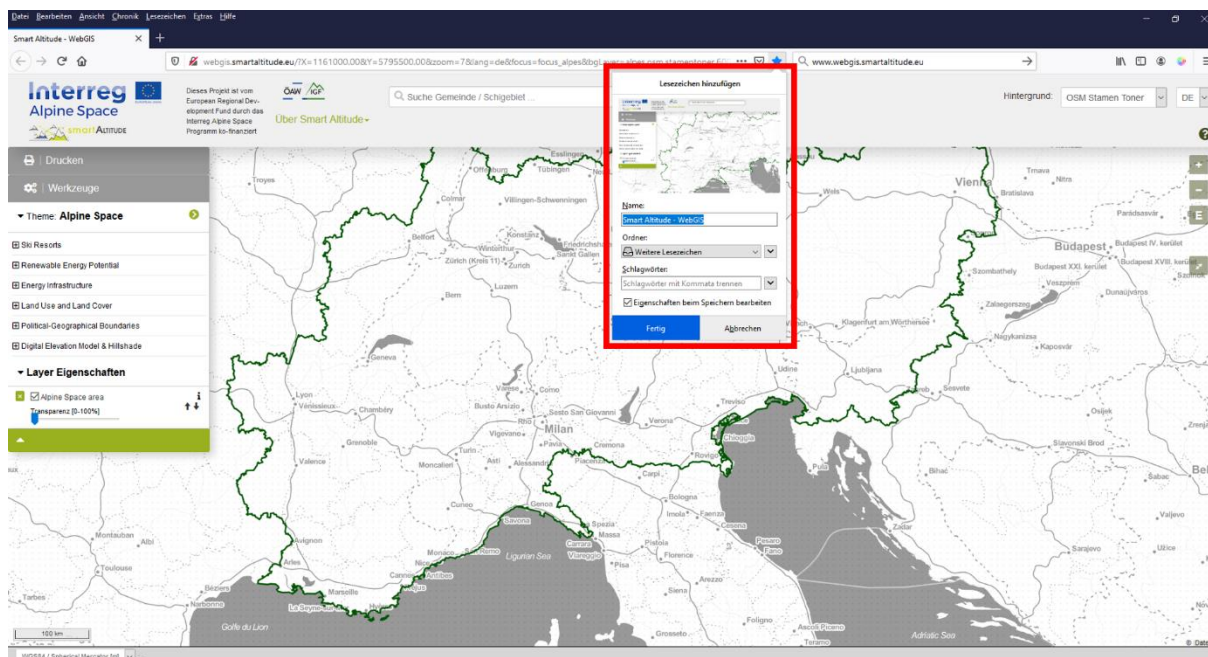 Datei Bearbeiten Ansicht Chronik Lesezeichen Extras Hilfe
Smart Altitude - WebGIS
webgis.smartaltitude.eu/?X=1161000.00&Y=5795500.00&zoom=7&lang=de&focus=focus_alpes&bgLayer=alpes.osm.stamentoner
www.webgis.smartaltitude.eu
Interreg
Alpine Space
smart ALTITUDE
Dieses Projekt ist vom
European Regional Dev-
elopment Fund durch das
Interreg Alpine Space
Programm ko-finanziert
ÖAW IGF
Über Smart Altitude
Suche Gemeinde / Schigebiet ...
Hintergrund: OSM Stamen Toner DE
Drucken
Werkzeuge
Theme: Alpine Space
Ski Resorts
Renewable Energy Potential
Energy Infrastructure
Land Use and Land Cover
Political-Geographical Boundaries
Digital Elevation Model & Hillshade
Layer Eigenschaften
Alpine Space area
Transparenz [0-100%]
Lesezeichen hinzufügen
Name:
Smart Altitude - WebGIS
Ordner:
Weitere Lesezeichen
Schlagwörter:
Schlagwörter mit Kommata trennen
Eigenschaften beim Speichern bearbeiten
Fertig Abbrechen
Troyes
Esslingen
Offenburg
Tübingen
Colmar
Villingen-Schwenningen
Belfort
Konstanz
Winterthur
Zürich (Kreis 11)
Zurich
Sankt Gallen
Luzern
Bern
Geneva
Lyon
Vénissieux
Chambéry
Grenoble
Valence
Varese
Como
Busto Arsizio
Sesto San Giovanni
Rho
Milan
Vigevano
Pavia
Cremona
Turin
Asti
Moncalieri
Piacenza
Verona
Treviso
Chioggia
Rovigo
Carpi
Cuneo
Genoa
Savona
Bologna
Imola
Faenza
Cesena
Massa
Carrara
Viareggio
Pistoia
Florence
Pisa
Arezzo
Siena
Pesaro
Fano
Grosseto
Foligno
Ascoli Piceno
Teramo
Ligurian Sea
Adriatic Sea
Golfe du Lion
Monaco
Nice
Antibes
Avignon
Arles
Marseille
Béziers
Narbonne
Montauban
Albi
Toulouse
Tarbes
Wels
Vienna
Bratislava
Trnava
Nitra
Parádsasvár
Budapest
Budapest IV. kerület
Budapest XXI. kerület
Budapest XVIII.
Szombathely
Veszprém
Dunaújváros
Zalaegerszeg
Nagykanizsa
Kaposvár
Klagenfurt am Wörthersee
Udine
Ljubljana
Sesvete
Osijek
Slavonski Brod
Pula
Bihać
Zadar
Šabac
Valjevo
Sarajevo
Užice
100 km